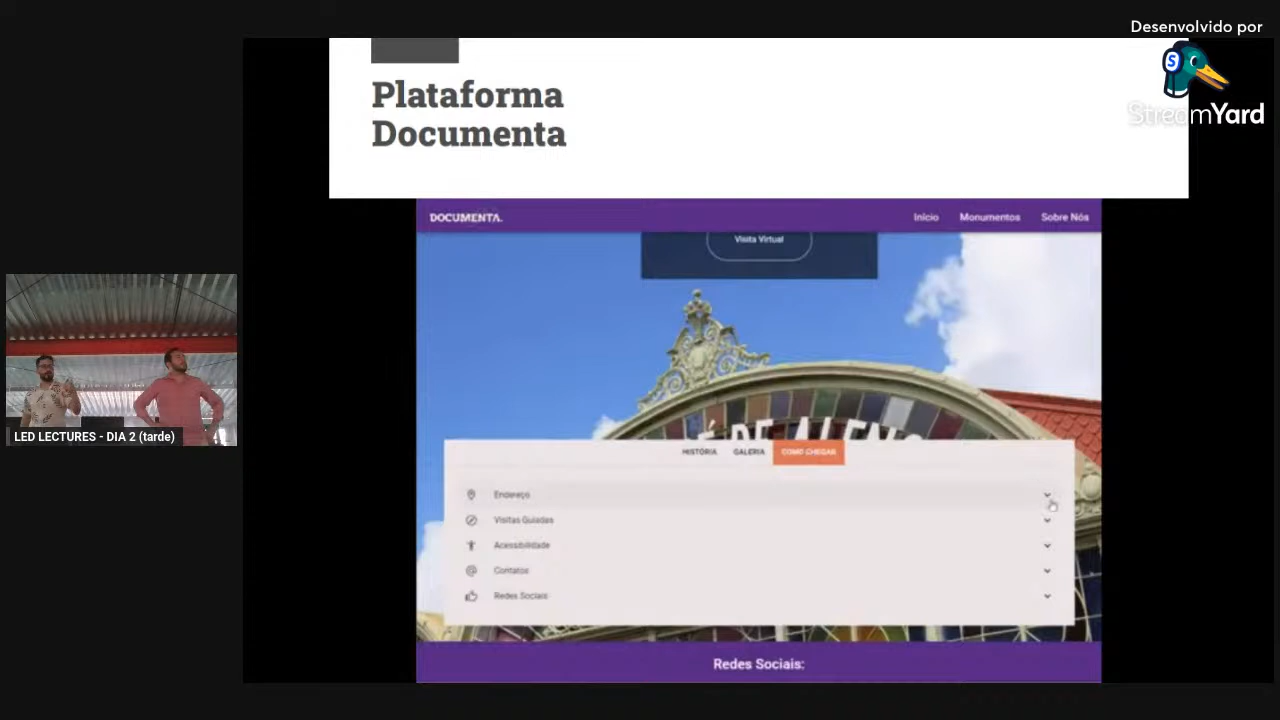 Desenvolvido por
StreamYard
Plataforma
Documenta
DOCUMENTA.
Início
Monumentos
Sobre Nós
Visita Virtual
HISTÓRIA
GALERIA
COMO CHEGAR
Endereço
Visitas Guiadas
Acessibilidade
Contatos
Redes Sociais
Redes Sociais:
LED LECTURES - DIA 2 (tarde)